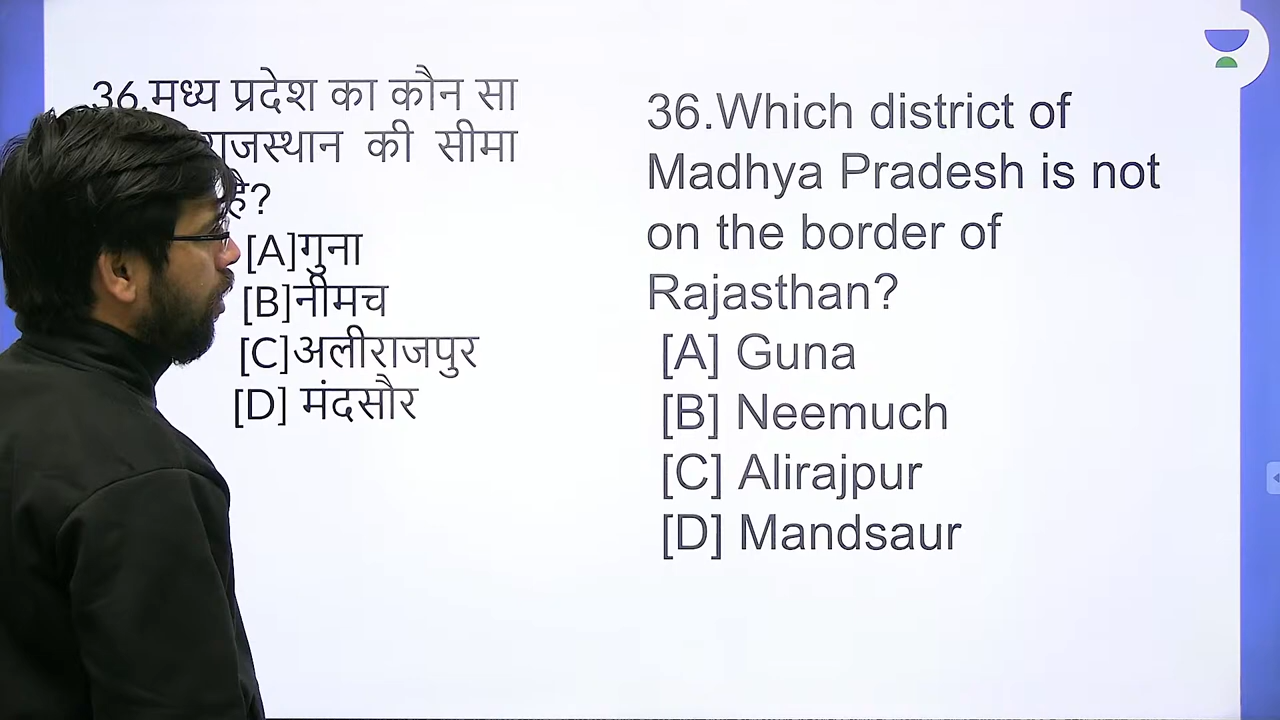 36.मध्य प्रदेश का कौन सा
राजस्थान की सीमा
है?
[A]गुना
[B]नीमच
[C]अलीराजपुर
[D] मंदसौर
36.Which district of
Madhya Pradesh is not
on the border of
Rajasthan?
[A] Guna
[B] Neemuch
[C] Alirajpur
[D] Mandsaur